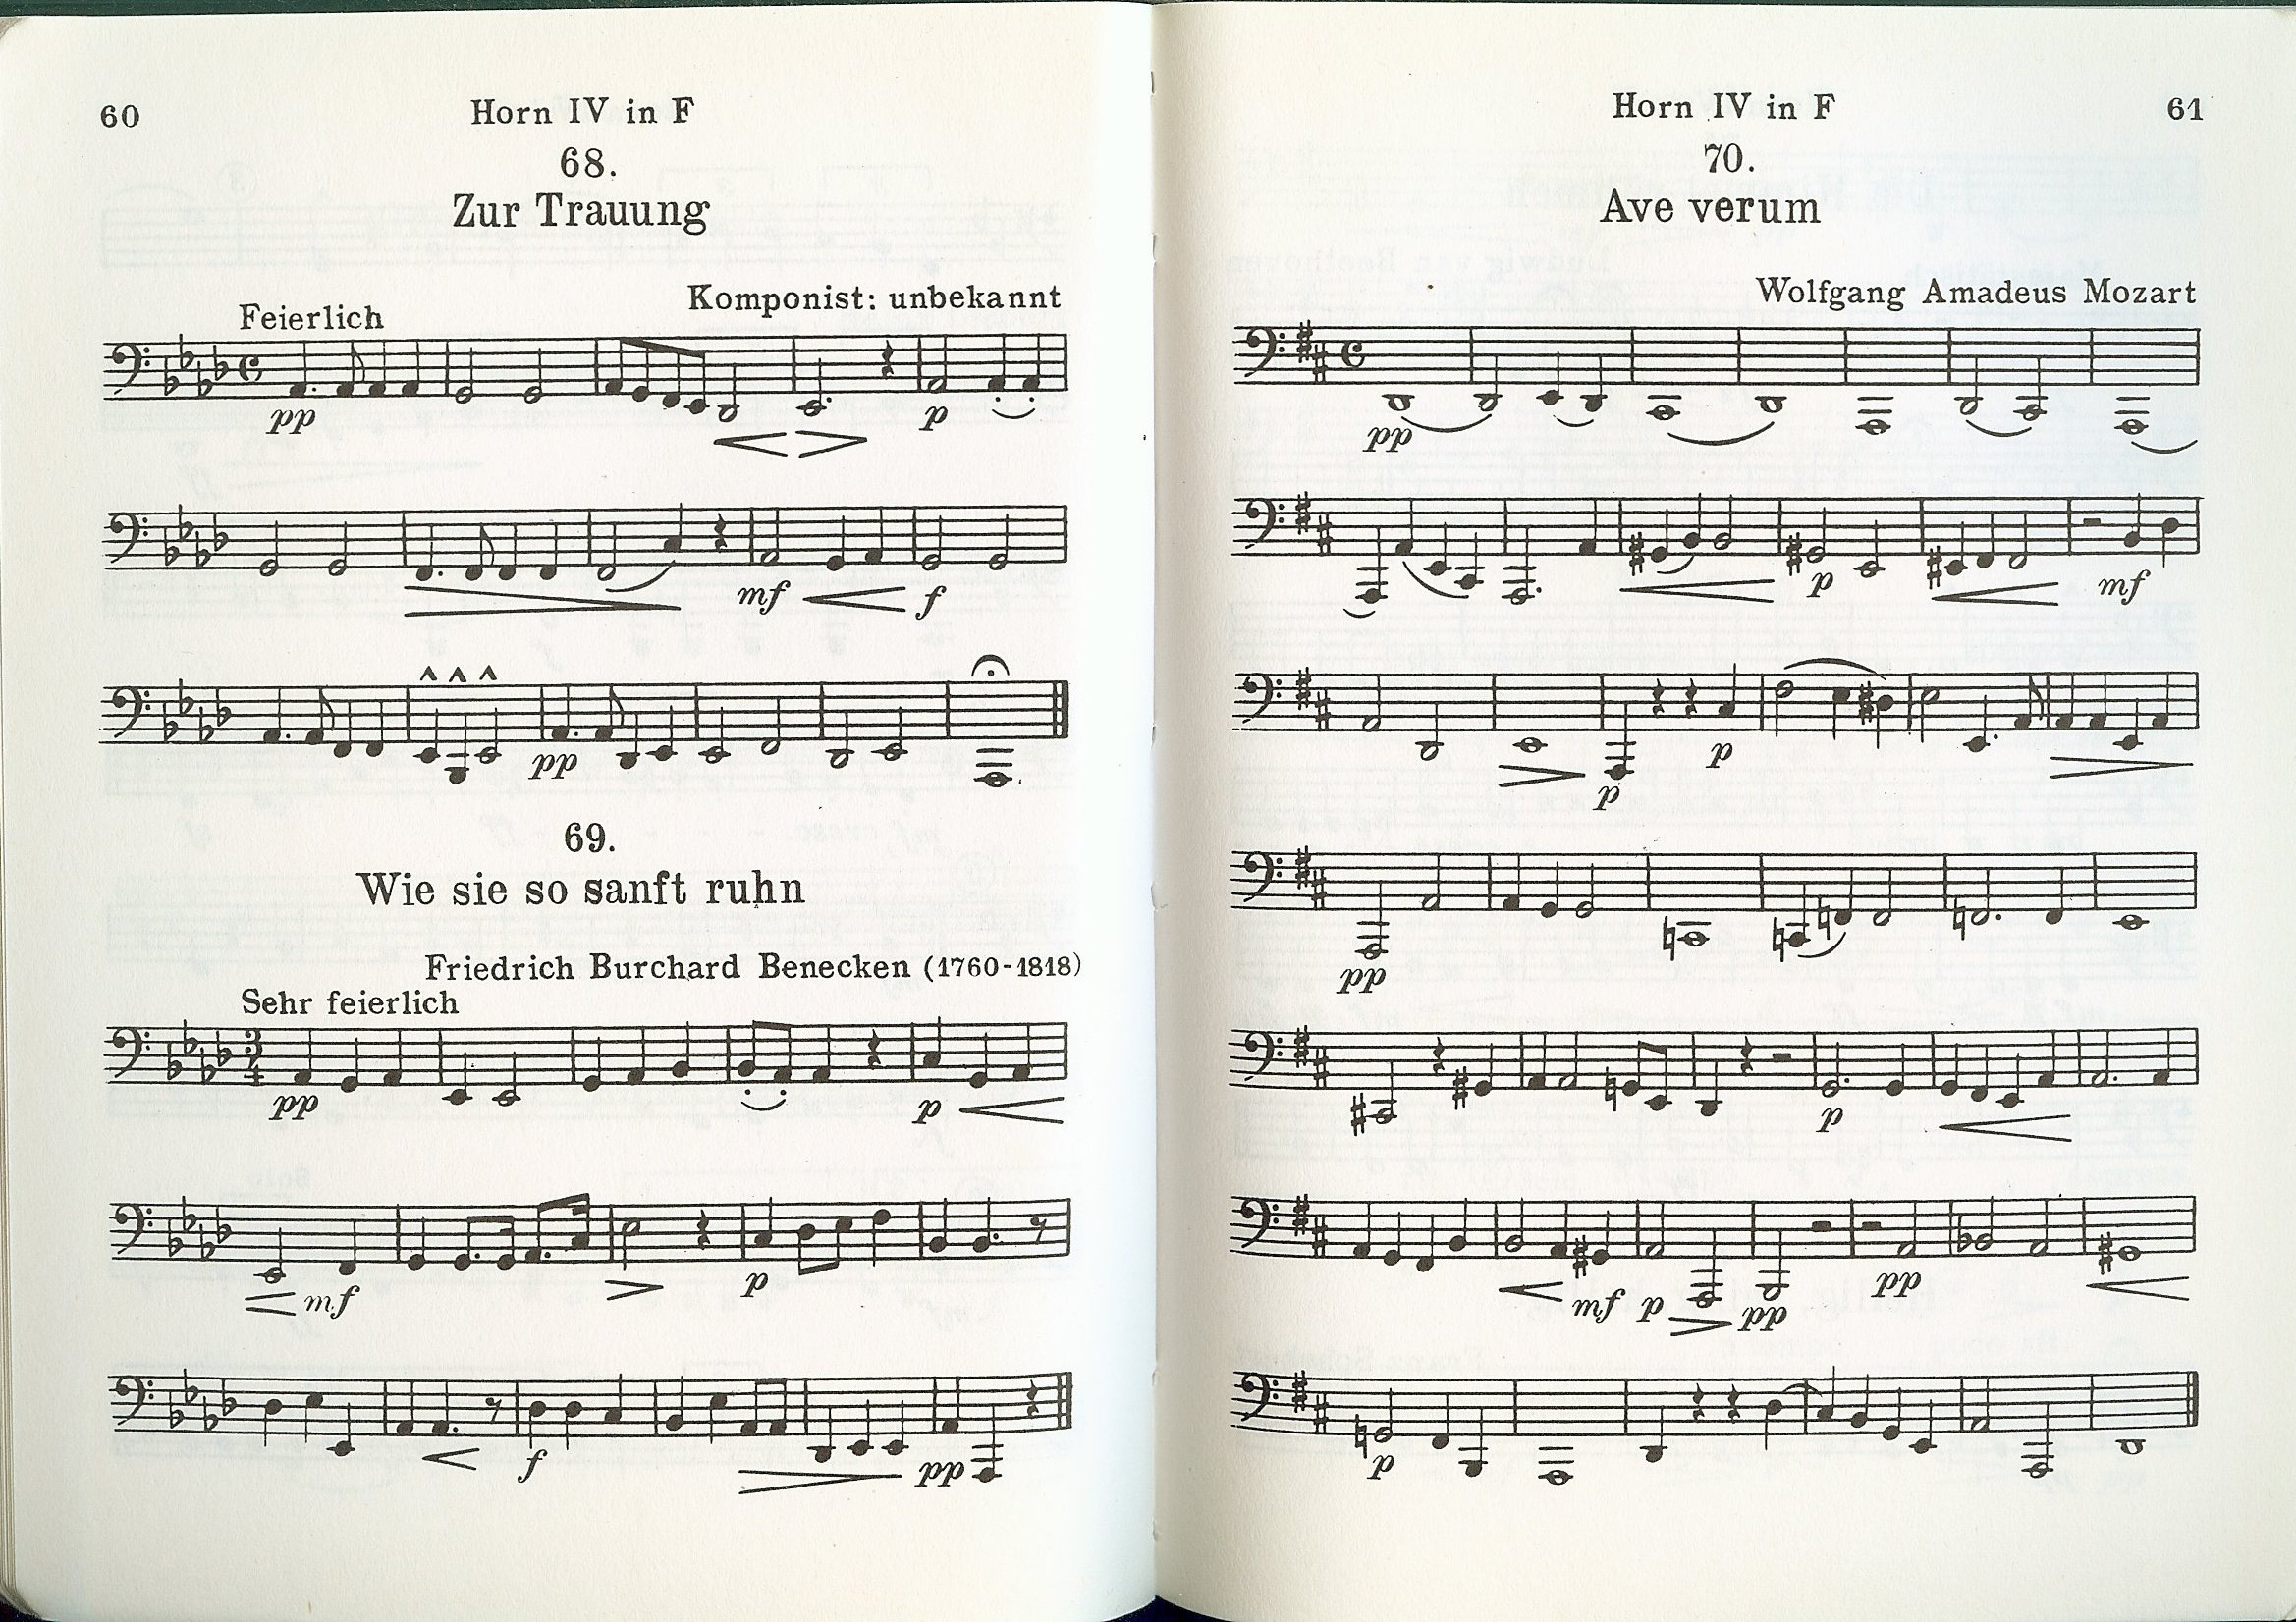 60
Horn IV in F
68.
Zur Trauung
Komponist: unbekannt
Feierlich
pp
p
mf
f
pp
69.
Wie sie so sanft ruhn
Friedrich Burchard Benecken (1760-1818)
Sehr feierlich
3
4
pp
p
mf
p
f
pp
Horn IV in F
61
70.
Ave verum
Wolfgang Amadeus Mozart
pp
p
mf
p
p
pp
p
mf p pp pp
p